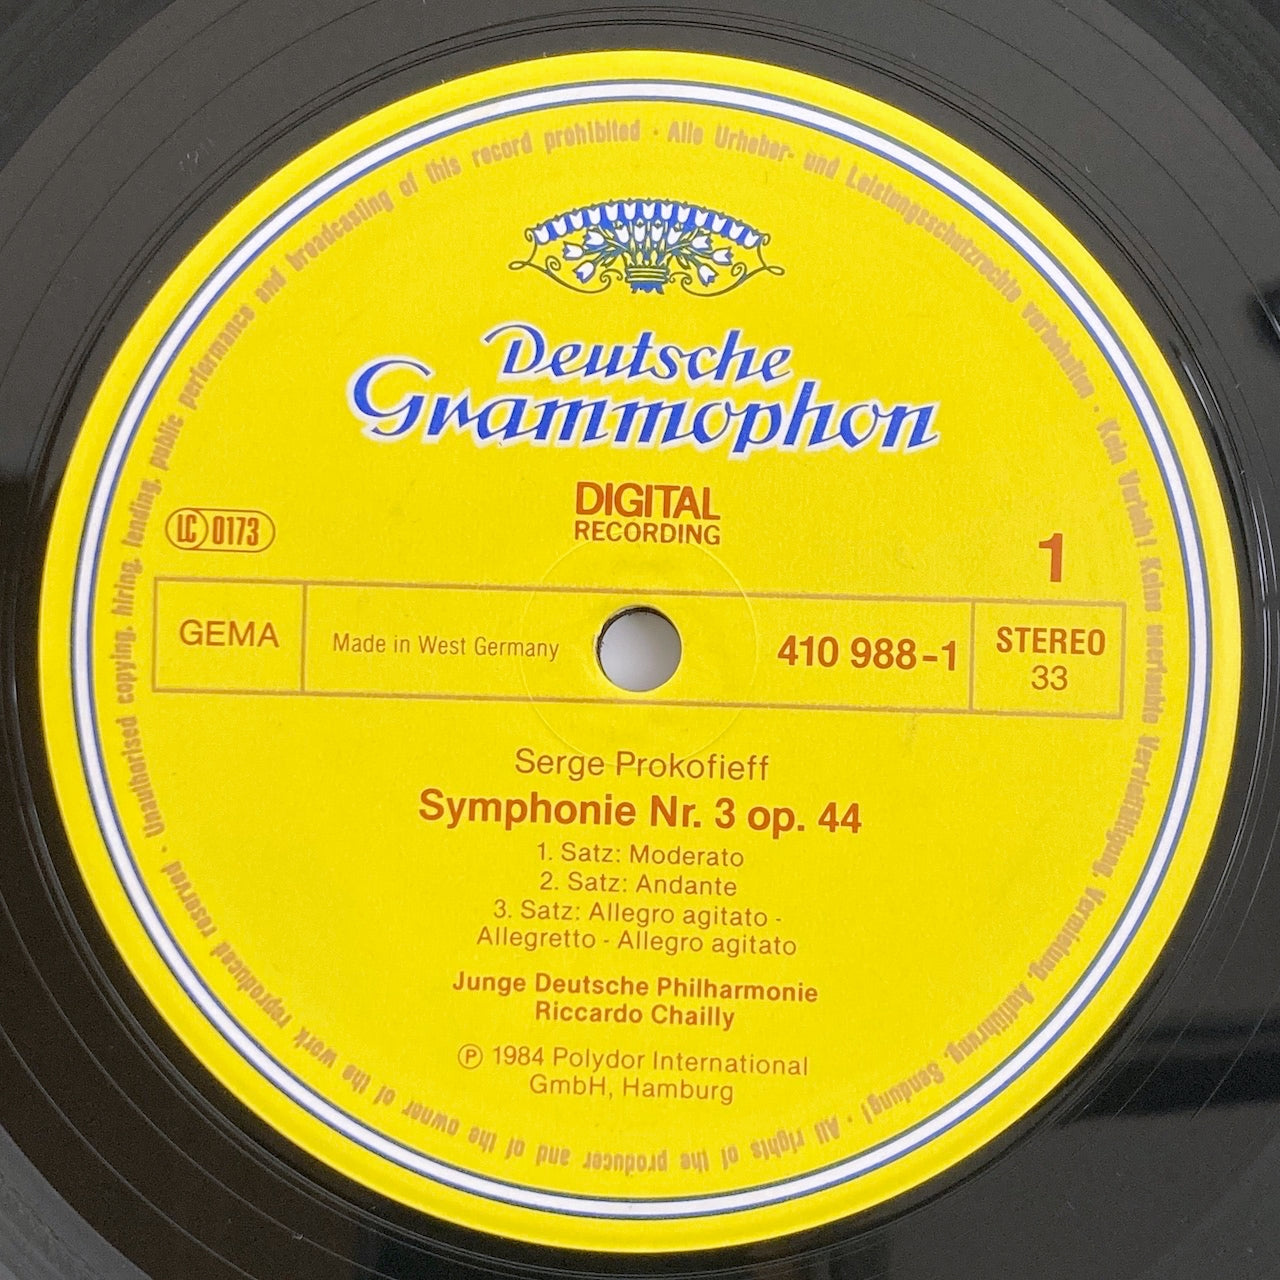 Deutsche
Grammophon
DIGITAL
RECORDING
LC 0173
1
GEMA
Made in West Germany
410 988-1
STEREO
33
Serge Prokofieff
Symphonie Nr. 3 op. 44
1. Satz: Moderato
2. Satz: Andante
3. Satz: Allegro agitato -
Allegretto - Allegro agitato
Junge Deutsche Philharmonie
Riccardo Chailly
℗ 1984 Polydor International
GmbH, Hamburg
Alle Urheber- und Leistungsschutzrechte vorbehalten · Kein Verleih! Keine unerlaubte Vervielfältigung, Vermietung, Aufführung, Sendung! · All rights of the producer and of the owner of the work reproduced reserved · Unauthorised copying, hiring, lending, public performance and broadcasting of this record prohibited ·